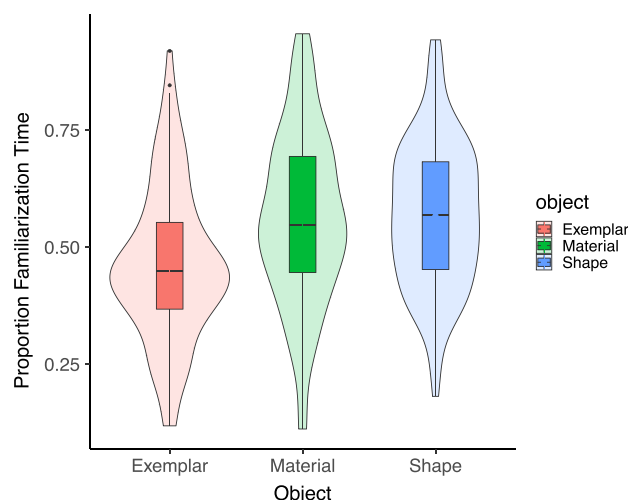 Proportion Familiarization Time
0.75
0.50
0.25
Exemplar Material Shape
Object
object
Exemplar
Material
Shape